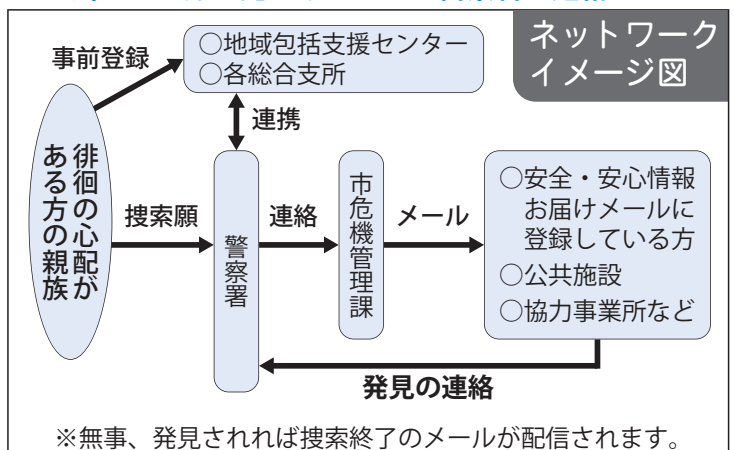 ネットワーク
イメージ図
事前登録
○地域包括支援センター
○各総合支所
連携
徘徊の心配が
ある方の親族
捜索願
警察署
連絡
市危機管理課
メール
○安全・安心情報
お届けメールに
登録している方
○公共施設
○協力事業所など
発見の連絡
※無事、発見されれば捜索終了のメールが配信されます。